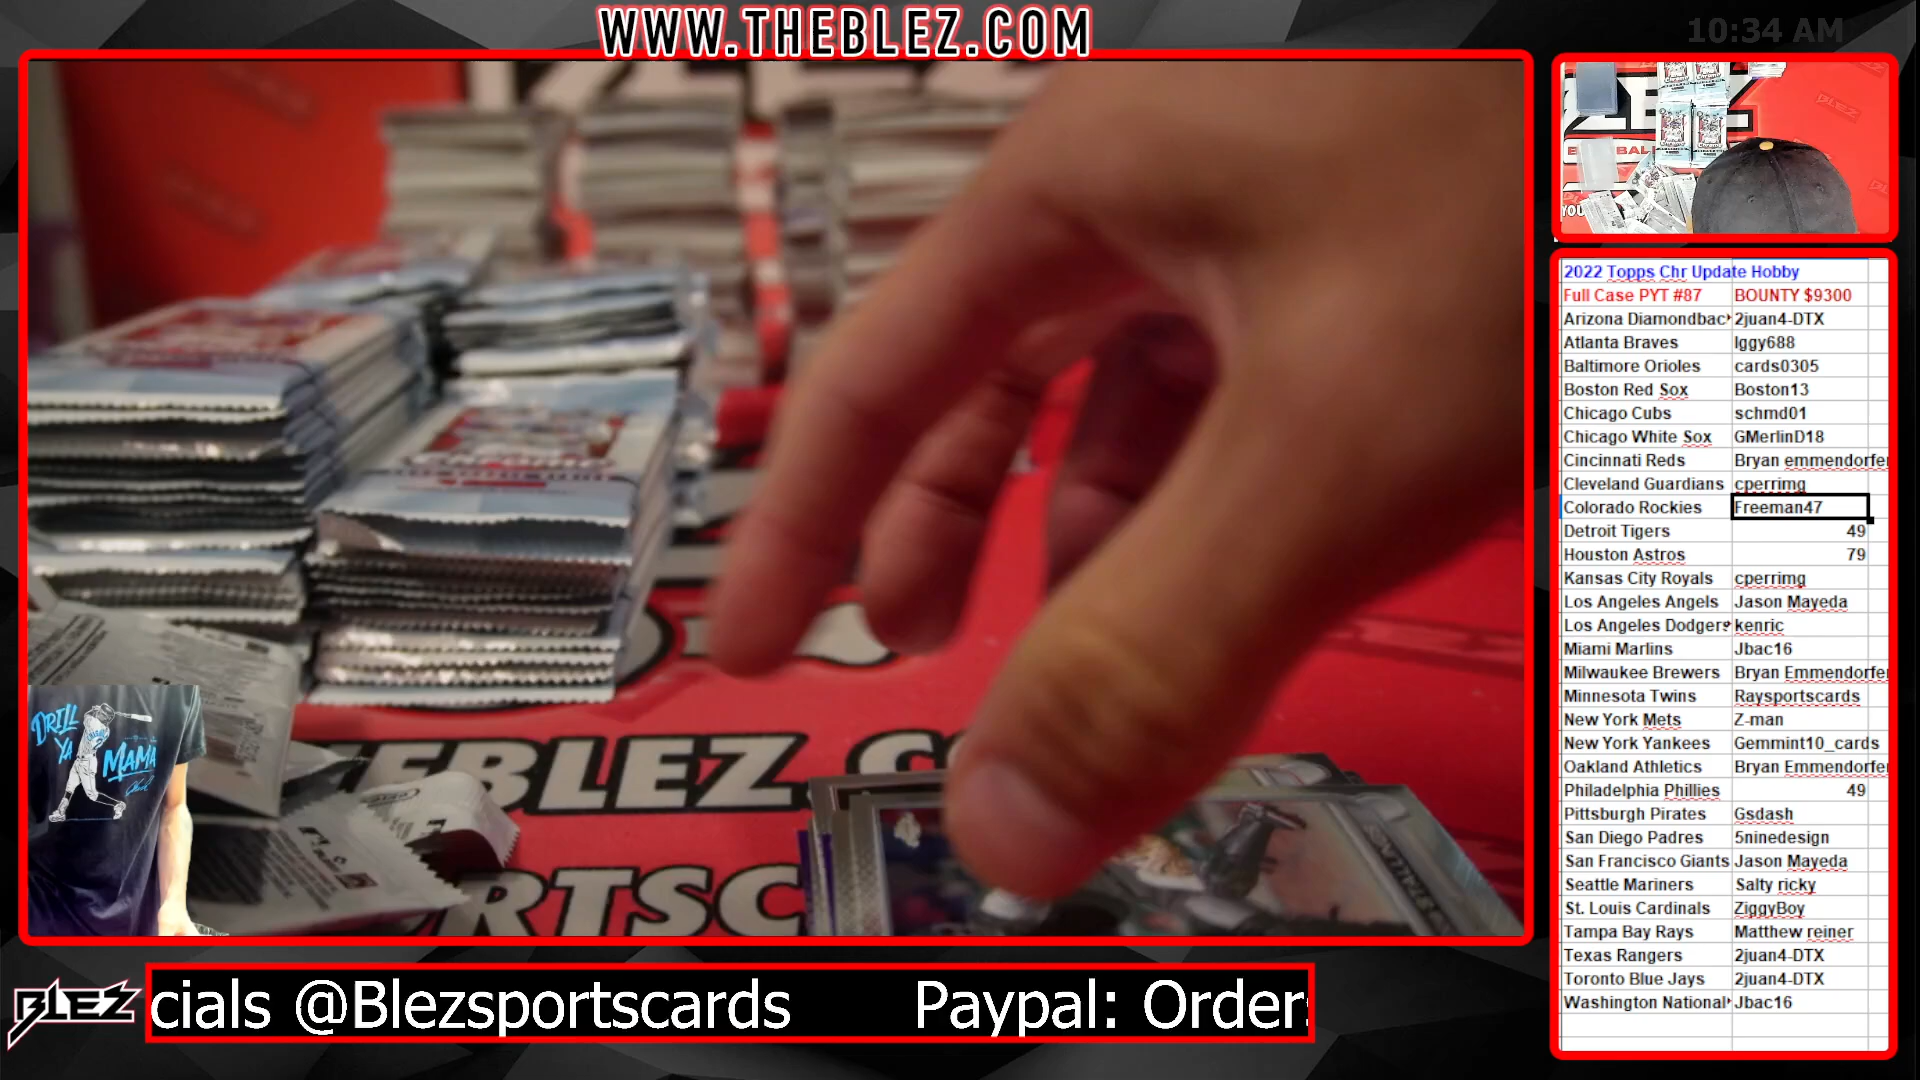 WWW.THEBLEZ.COM
10:34 AM
2022 Topps Chr Update Hobby
Full Case PYT #87 BOUNTY $9300
Arizona Diamondbac 2juan4-DTX
Atlanta Braves Iggy688
Baltimore Orioles cards0305
Boston Red Sox Boston13
Chicago Cubs schmd01
Chicago White Sox GMerlinD18
Cincinnati Reds Bryan emmendorfer
Cleveland Guardians cperrimg
Colorado Rockies Freeman47
Detroit Tigers 49
Houston Astros 79
Kansas City Royals cperrimg
Los Angeles Angels Jason Mayeda
Los Angeles Dodgers kenric
Miami Marlins Jbac16
Milwaukee Brewers Bryan Emmendorfer
Minnesota Twins Raysportscards
New York Mets Z-man
New York Yankees Gemmint10_cards
Oakland Athletics Bryan Emmendorfer
Philadelphia Phillies 49
Pittsburgh Pirates Gsdash
San Diego Padres 5ninedesign
San Francisco Giants Jason Mayeda
Seattle Mariners Salty ricky
St. Louis Cardinals ZiggyBoy
Tampa Bay Rays Matthew reiner
Texas Rangers 2juan4-DTX
Toronto Blue Jays 2juan4-DTX
Washington National Jbac16
DRILL
YA
MAMA
EBLEZ.C
RTSC
BLEZ
cials @Blezsportscards Paypal: Orders